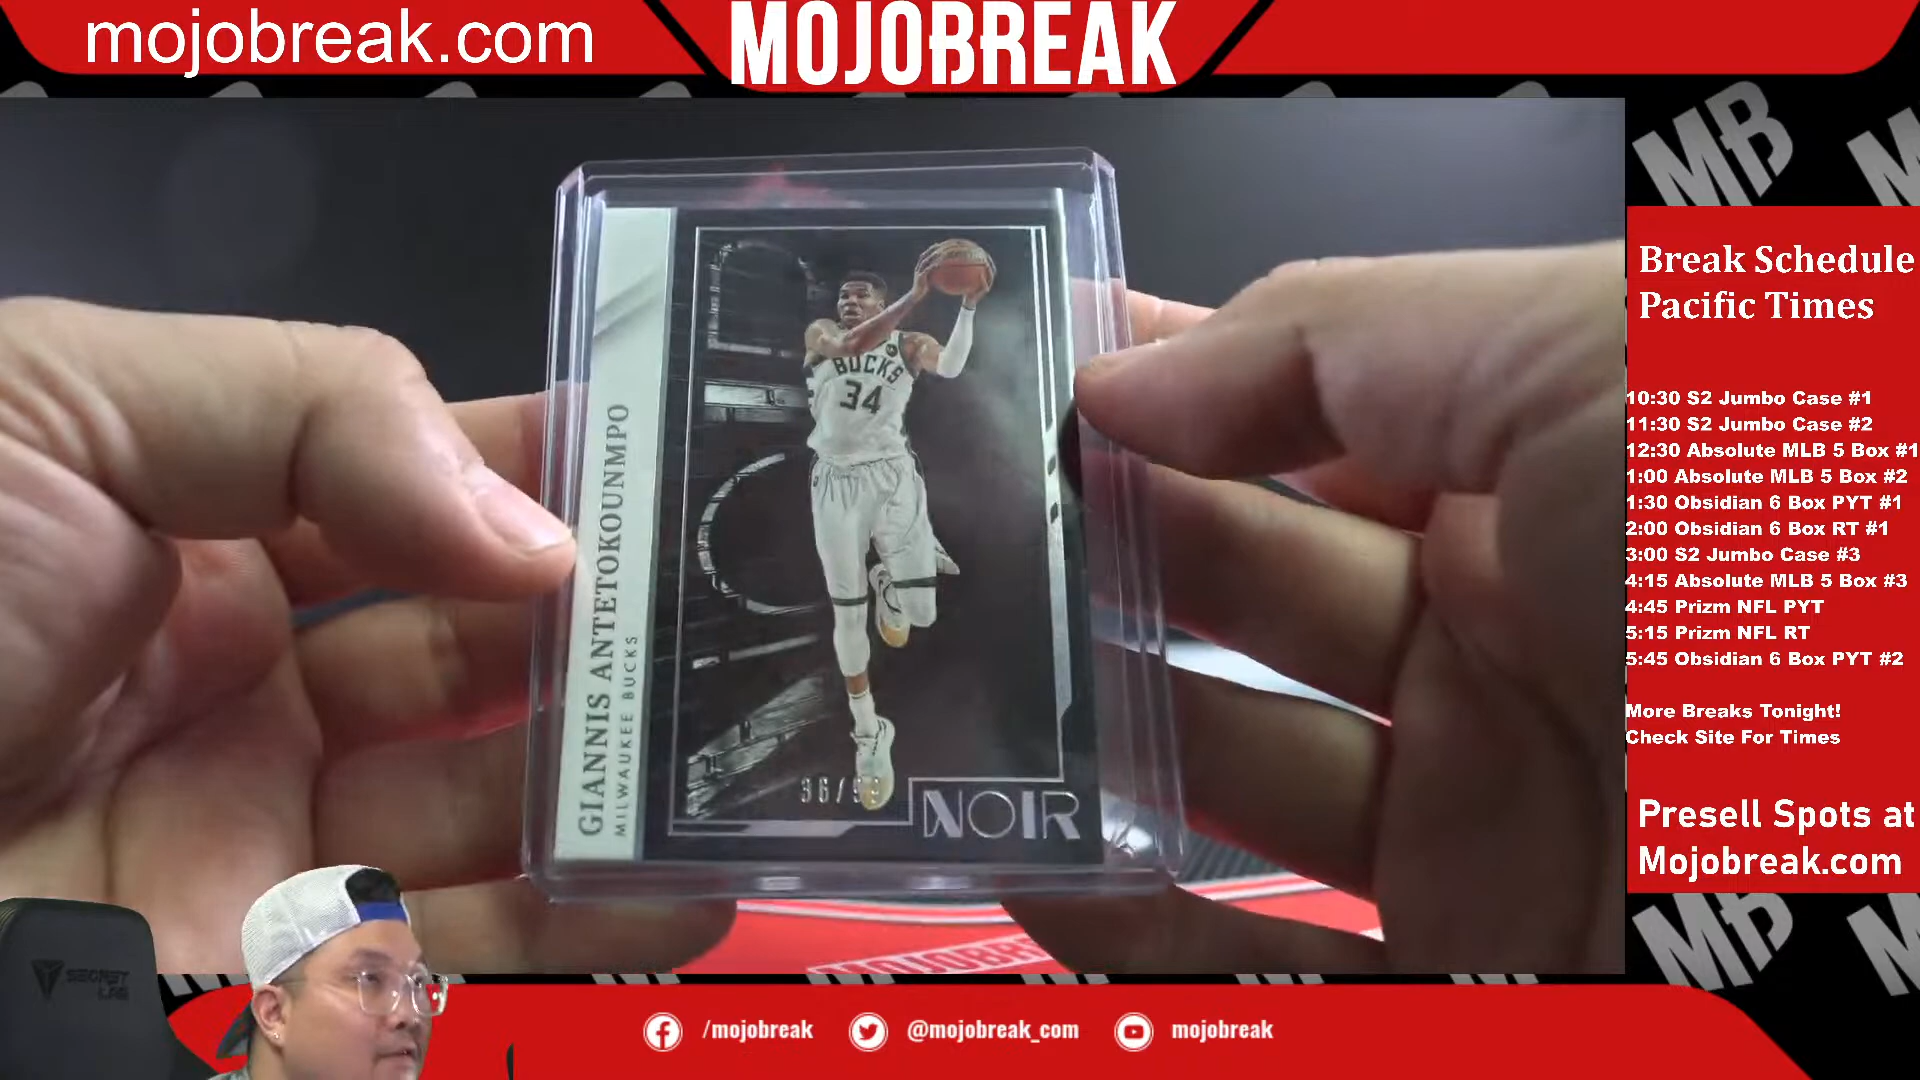 mojobreak.com
MOJOBREAK
MB
Break Schedule
Pacific Times
10:30 S2 Jumbo Case #1
11:30 S2 Jumbo Case #2
12:30 Absolute MLB 5 Box #1
1:00 Absolute MLB 5 Box #2
1:30 Obsidian 6 Box PYT #1
2:00 Obsidian 6 Box RT #1
3:00 S2 Jumbo Case #3
4:15 Absolute MLB 5 Box #3
4:45 Prizm NFL PYT
5:15 Prizm NFL RT
5:45 Obsidian 6 Box PYT #2
More Breaks Tonight!
Check Site For Times
Presell Spots at
Mojobreak.com
MB
GIANNIS ANTETOKOUNMPO
MILWAUKEE BUCKS
BUCKS
34
NOIR
SECRET
LAB
/mojobreak
@mojobreak_com
mojobreak